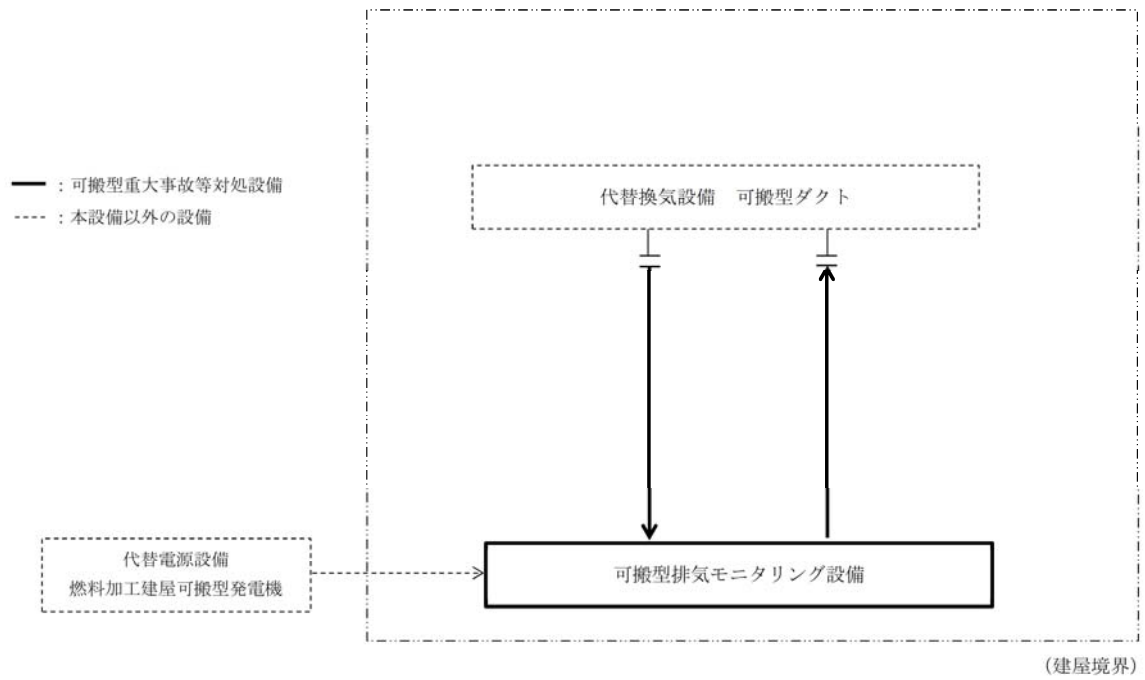 ：可搬型重大事故等対処設備
：本設備以外の設備
代替換気設備　可搬型ダクト
代替電源設備
燃料加工建屋可搬型発電機
可搬型排気モニタリング設備
（建屋境界）